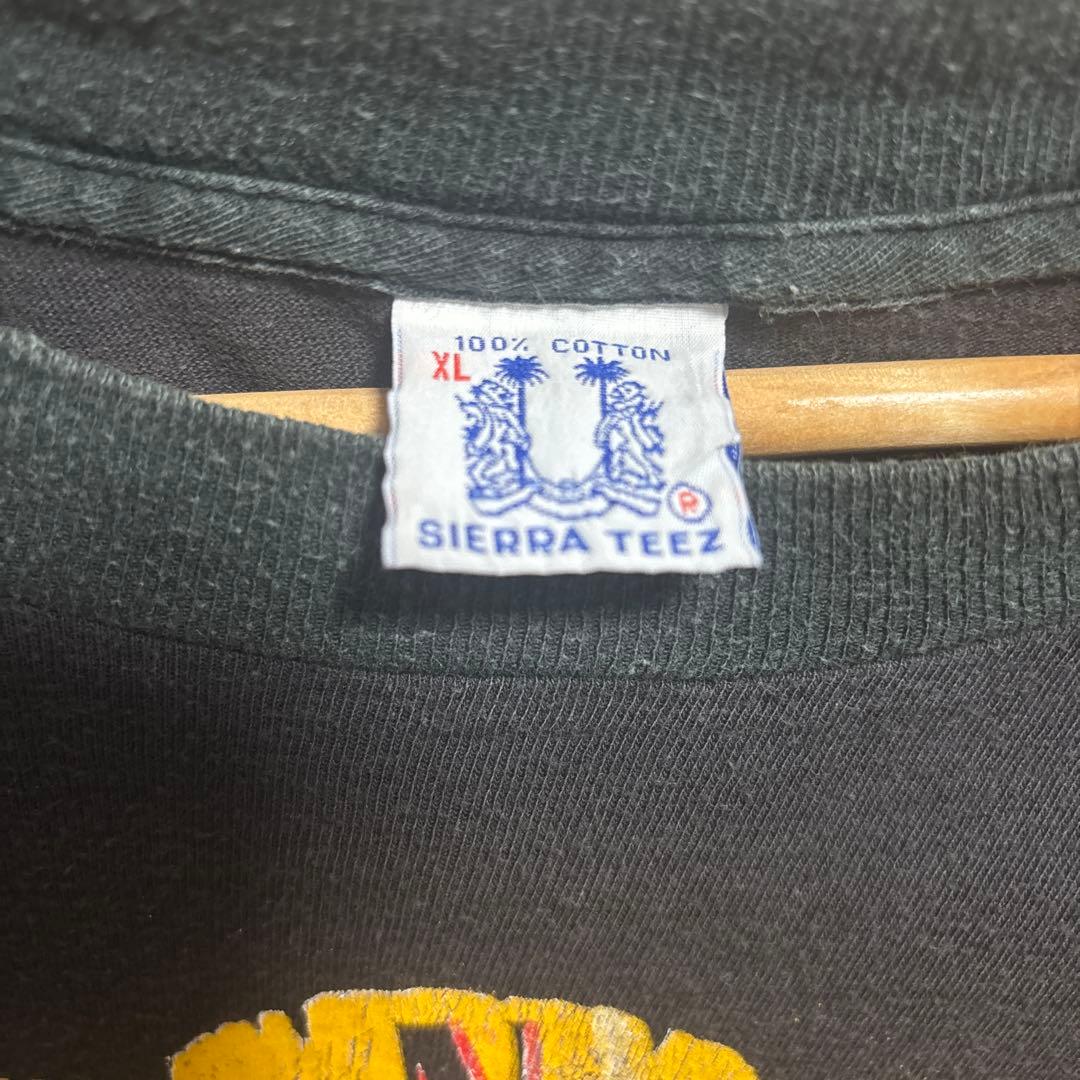 100% COTTON
XL
®
SIERRA TEEZ